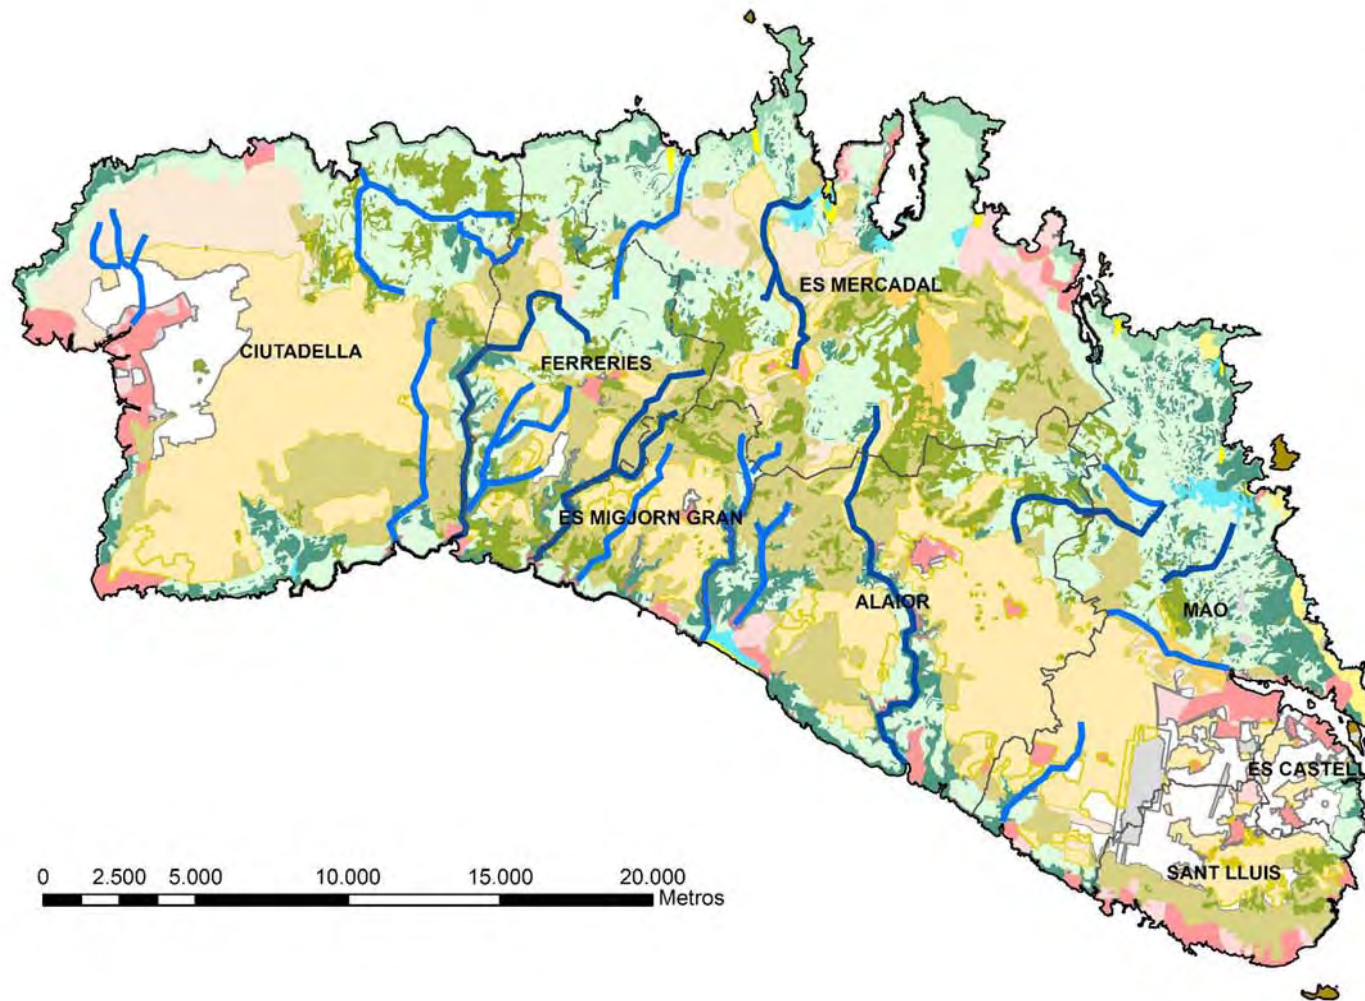 ES MERCADAL
CIUTADELLA
FERRERIES
ES MIGJORN GRAN
ALAIOR
MAO
ES CASTELL
SANT LLUIS
0 2.500 5.000 10.000 15.000 20.000
Metros